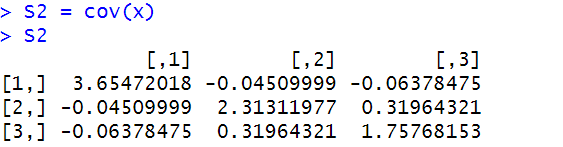 > S2 = cov(x)
> S2
[,1] [,2] [,3]
[1,] 3.65472018 -0.04509999 -0.06378475
[2,] -0.04509999 2.31311977 0.31964321
[3,] -0.06378475 0.31964321 1.75768153